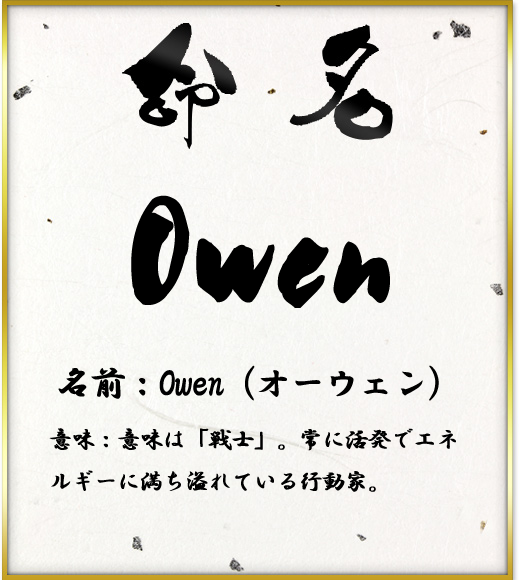 命名
Owen
名前：Owen（オーウェン）
意味：意味は「戦士」。常に活発でエネ
ルギーに満ち溢れている行動家。